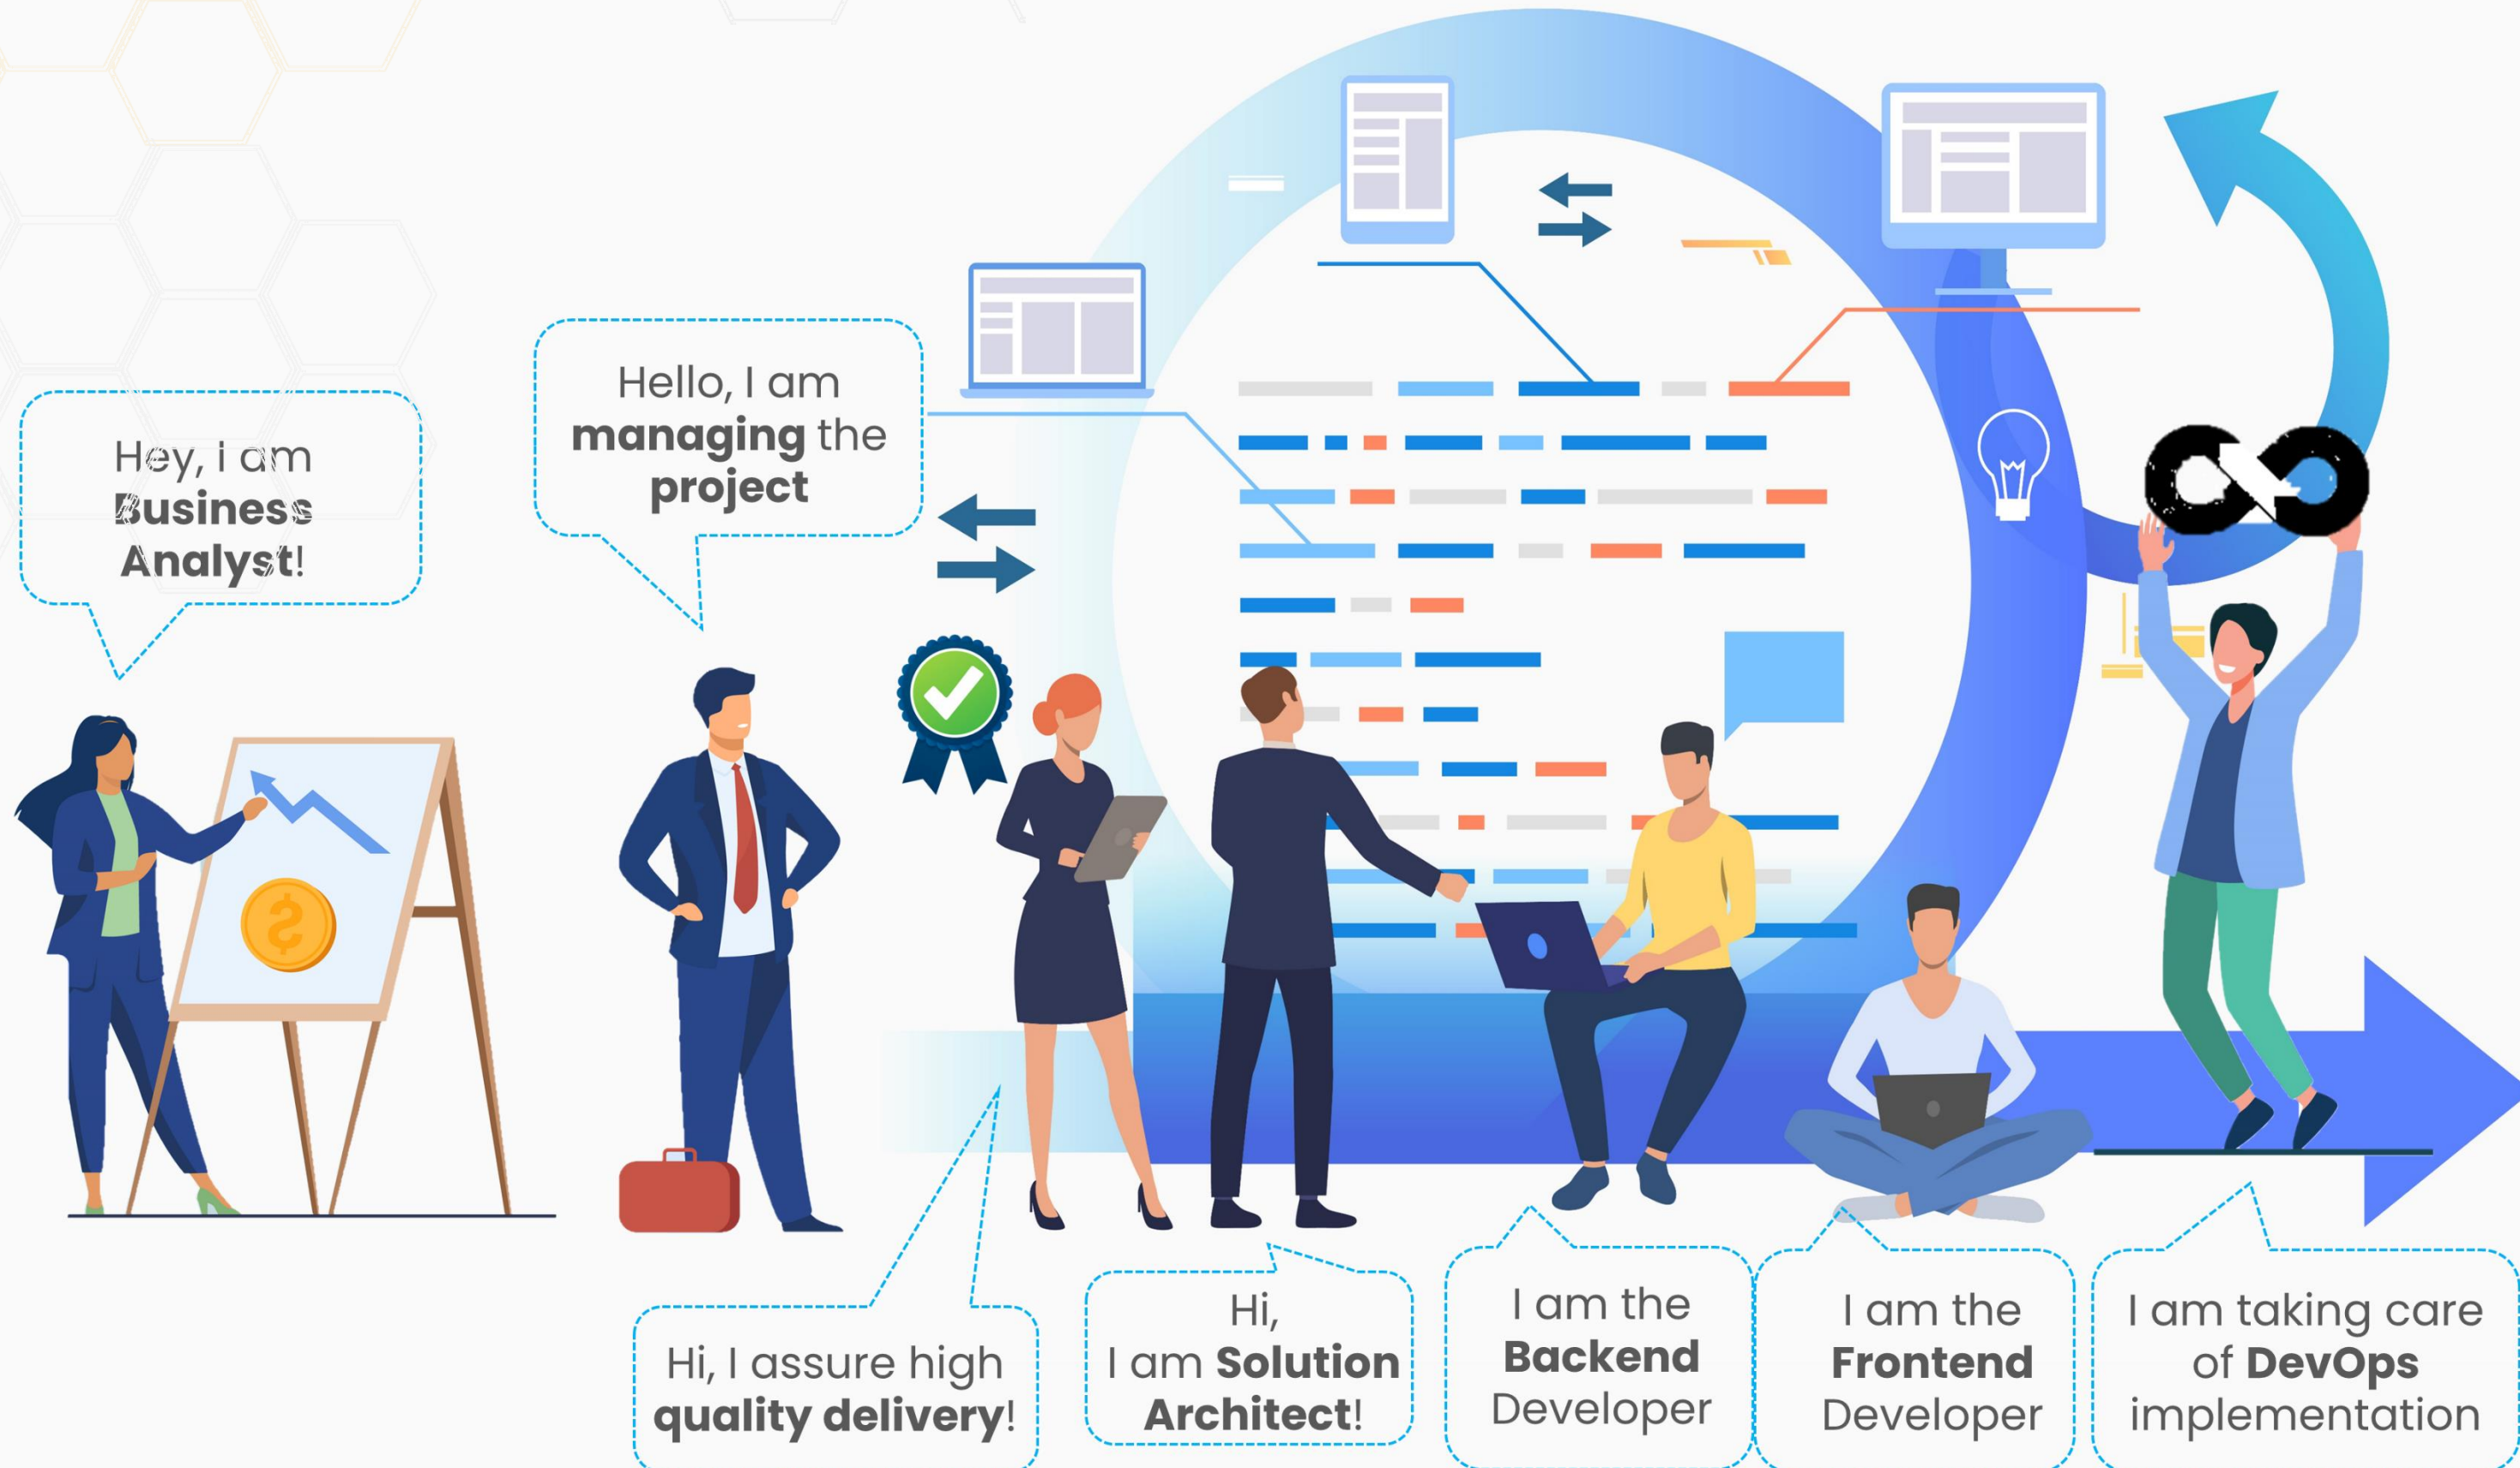 Hey, I am
Business
Analyst!
Hello, I am
managing the
project
Hi, I assure high
quality delivery!
Hi,
I am Solution
Architect!
I am the
Backend
Developer
I am the
Frontend
Developer
I am taking care
of DevOps
implementation